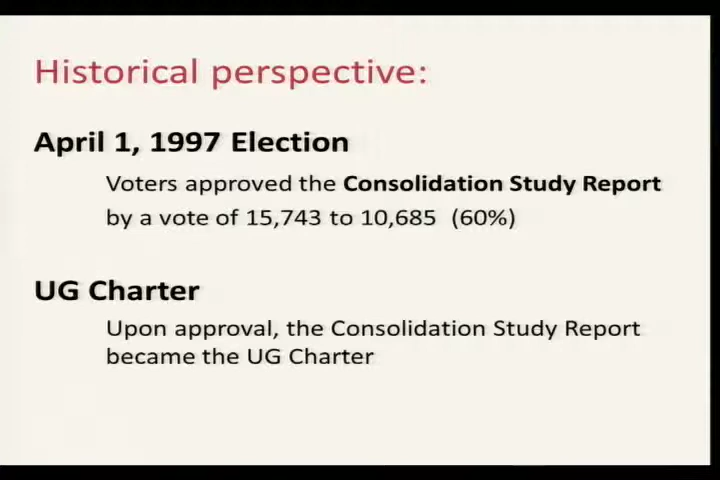 Historical perspective:
April 1, 1997 Election
Voters approved the Consolidation Study Report
by a vote of 15,743 to 10,685 (60%)
UG Charter
Upon approval, the Consolidation Study Report
became the UG Charter